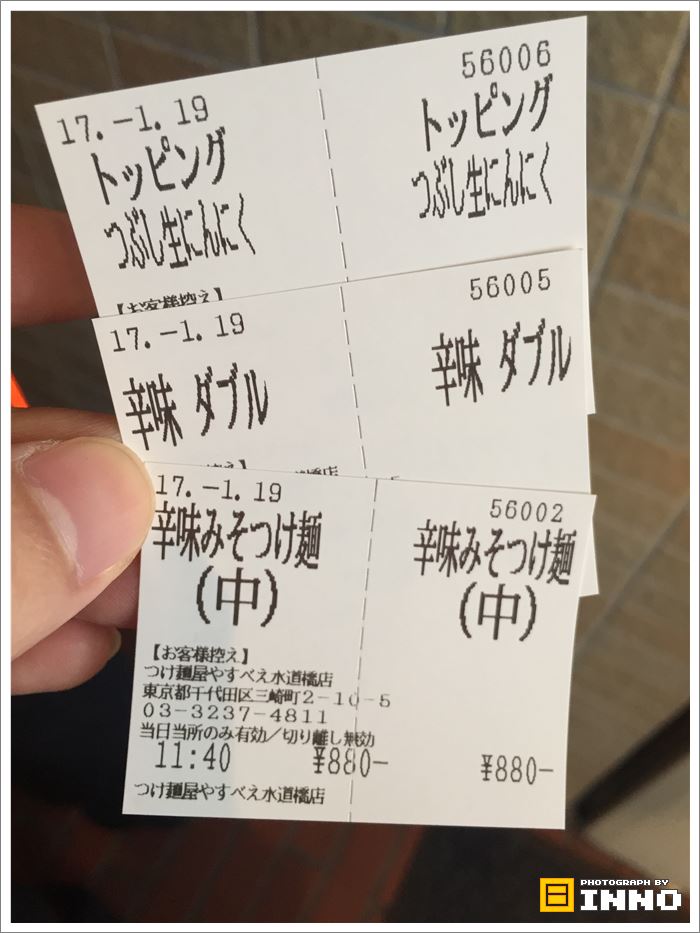 17.-1.19
56006
トッピング
トッピング
つぶし生にんにく
つぶし生にんにく
【お客様控え】
17.-1.19
56005
辛味 ダブル
辛味 ダブル
17.-1.19
56002
辛味みそつけ麺
辛味みそつけ麺
(中)
(中)
【お客様控え】
つけ麺屋やすべえ水道橋店
東京都千代田区三崎町2-10-5
03-3237-4811
当日当所のみ有効/切り離し無効
11:40 ¥880-
¥880-
つけ麺屋やすべえ水道橋店
PHOTOGRAPH BY
INNO